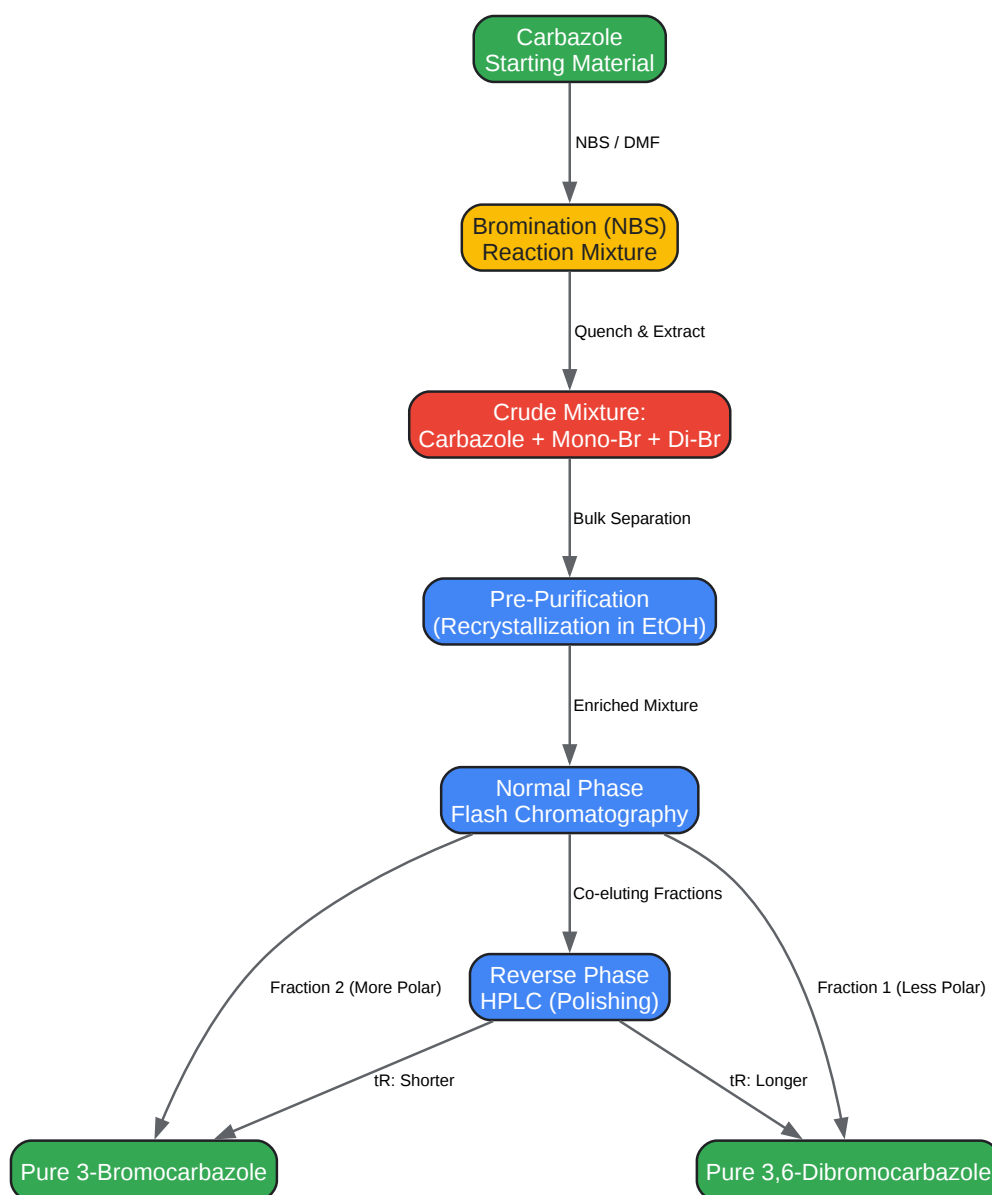 Carbazole
Starting Material
NBS / DMF
Bromination (NBS)
Reaction Mixture
Quench & Extract
Crude Mixture:
Carbazole + Mono-Br + Di-Br
Bulk Separation
Pre-Purification
(Recrystallization in EtOH)
Enriched Mixture
Normal Phase
Flash Chromatography
Co-eluting Fractions
Fraction 2 (More Polar)
Reverse Phase
HPLC (Polishing)
Fraction 1 (Less Polar)
tR: Shorter
tR: Longer
Pure 3-Bromocarbazole
Pure 3,6-Dibromocarbazole